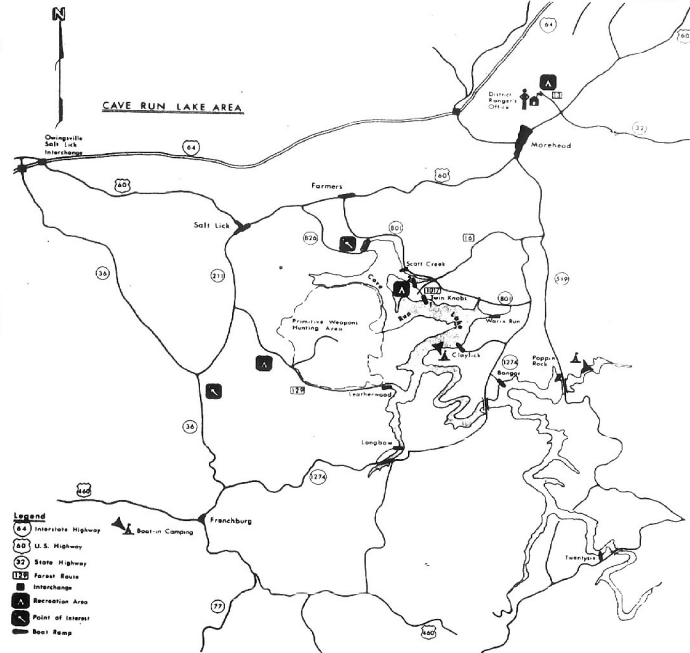 N
64
60
District
Ranger's
Office
CAVE RUN LAKE AREA
32
Morehead
Owingsville
Salt Lick
Interchange
64
60
60
Farmers
Salt Lick
826
801
16
Scott Creek
36
211
519
Cave
1017
Twin Knobs
801
Run
Lake
Warix Run
Primitive Weapons
Hunting Area
Claylick
1274
Poppin
Rock
Bangor
129
Leatherwood
36
Longbow
1274
460
Frenchburg
Legend
64 Interstate Highway
Boat-in Camping
60 U.S. Highway
32 State Highway
129 Forest Route
Interchange
Recreation Area
Point of Interest
Boat Ramp
Twentysix
77
460